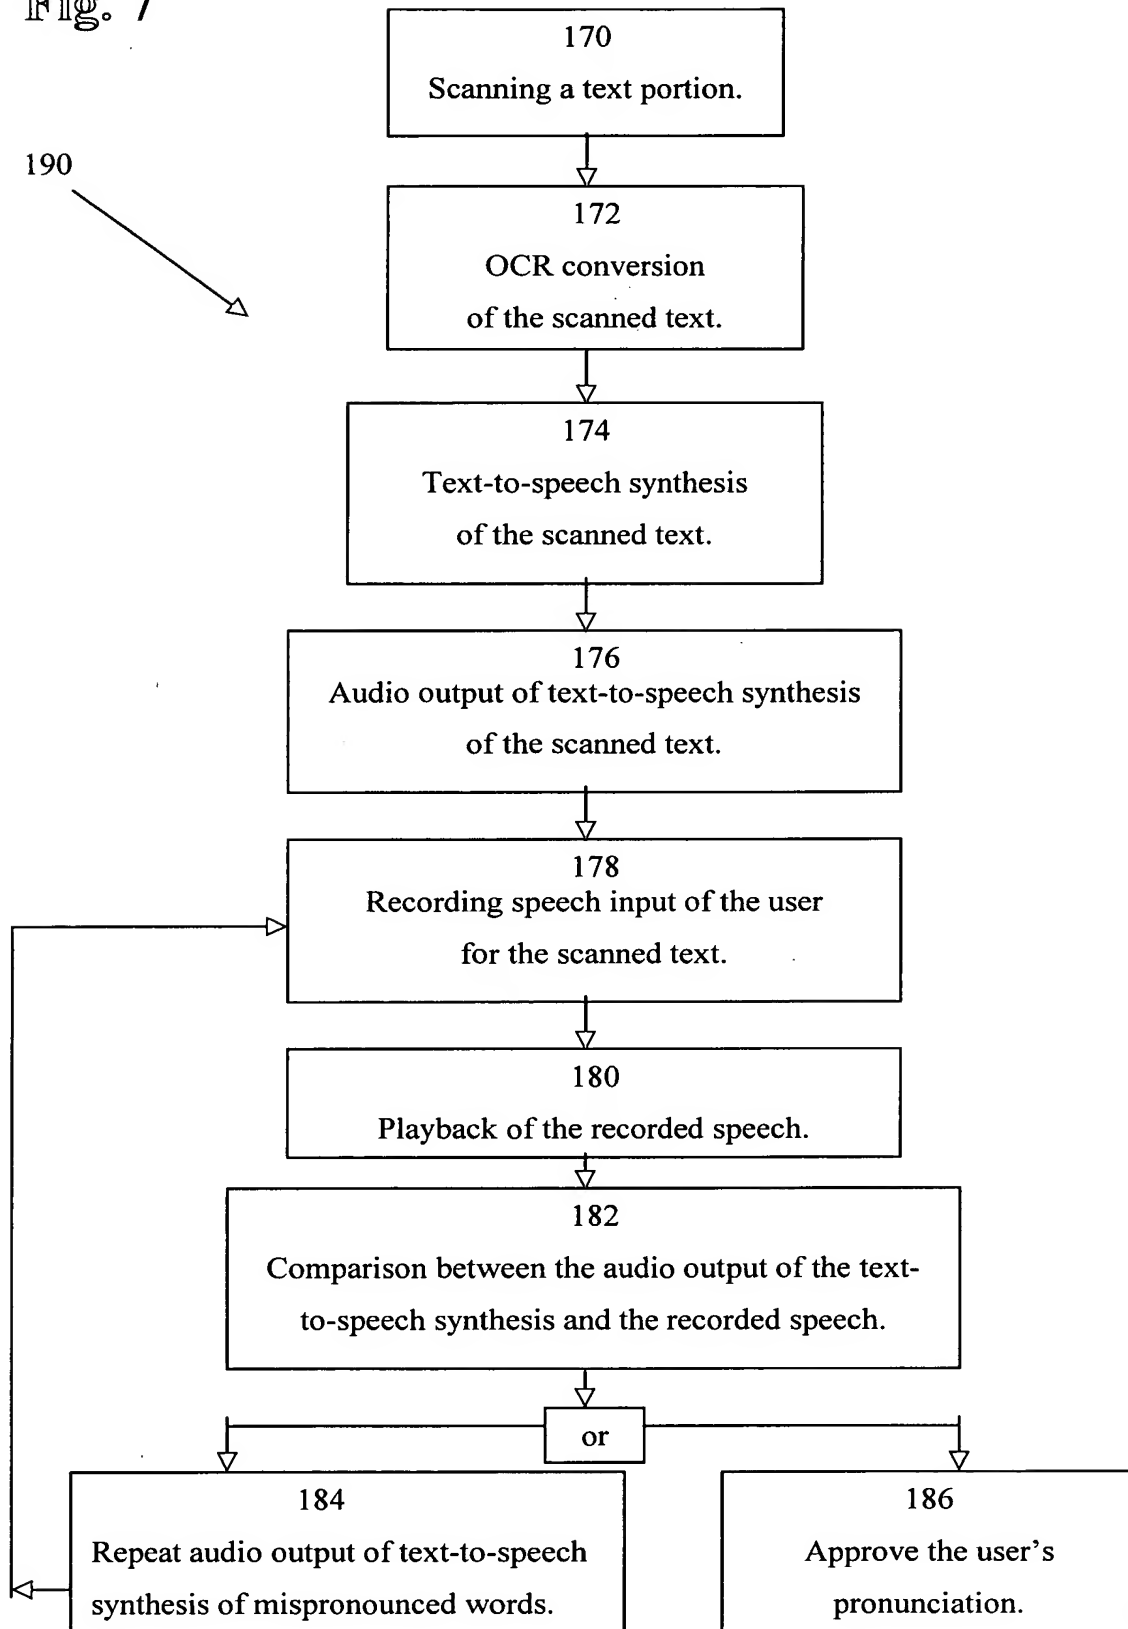 Fig. 7
170
Scanning a text portion.
190
172
OCR conversion
of the scanned text.
174
Text-to-speech synthesis
of the scanned text.
176
Audio output of text-to-speech synthesis
of the scanned text.
178
Recording speech input of the user
for the scanned text.
180
Playback of the recorded speech.
182
Comparison between the audio output of the text-
to-speech synthesis and the recorded speech.
or
184
Repeat audio output of text-to-speech
synthesis of mispronounced words.
186
Approve the user's
pronunciation.